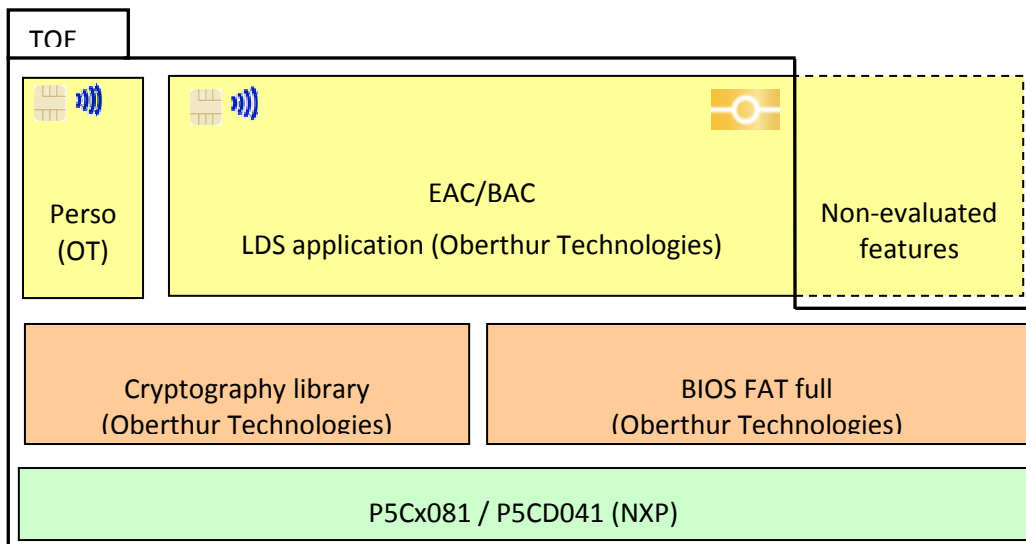 TOE
Perso
(OT)
EAC/BAC
LDS application (Oberthur Technologies)
Non-evaluated
features
Cryptography library
(Oberthur Technologies)
BIOS FAT full
(Oberthur Technologies)
P5Cx081 / P5CD041 (NXP)